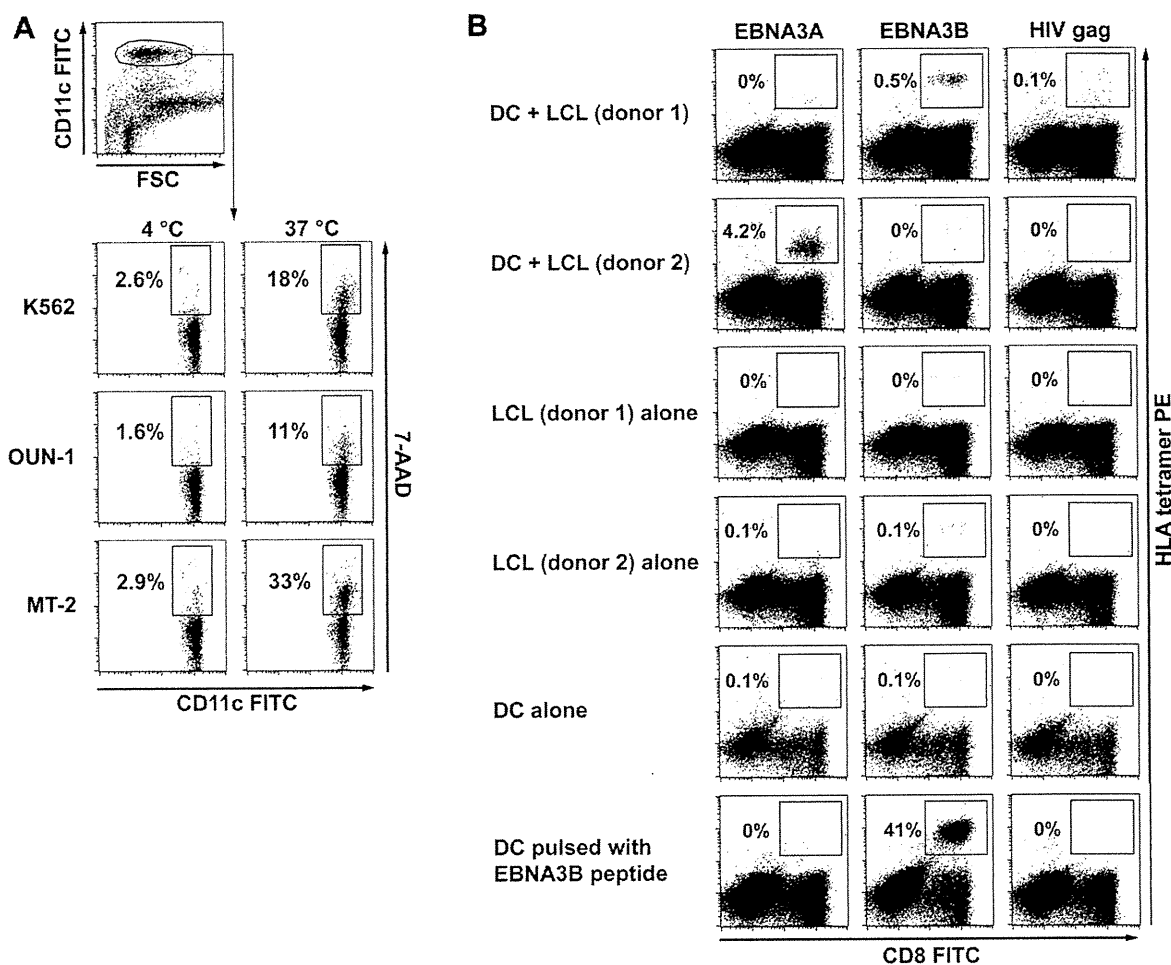 A
CD11c FITC
FSC
4 °C
37 °C
K562
2.6%
18%
OUN-1
1.6%
11%
MT-2
2.9%
33%
7-AAD
CD11c FITC
B
EBNA3A
EBNA3B
HIV gag
DC + LCL (donor 1)
0%
0.5%
0.1%
DC + LCL (donor 2)
4.2%
0%
0%
LCL (donor 1) alone
0%
0%
0%
LCL (donor 2) alone
0.1%
0.1%
0%
DC alone
0.1%
0.1%
0%
DC pulsed with
EBNA3B peptide
0%
41%
0%
HLA tetramer PE
CD8 FITC